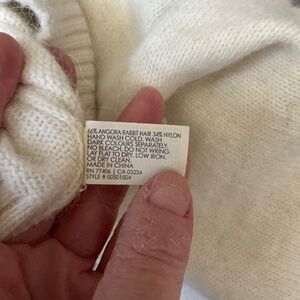 66% ANGORA RABBIT HAIR 34% NYLON
HAND WASH COLD. WASH
DARK COLOURS SEPARATELY.
NO BLEACH. DO NOT WRING.
LAY FLAT TO DRY. LOW IRON.
OR DRY CLEAN.
MADE IN CHINA
RN 77406 | CA 03234
STYLE # 00501504